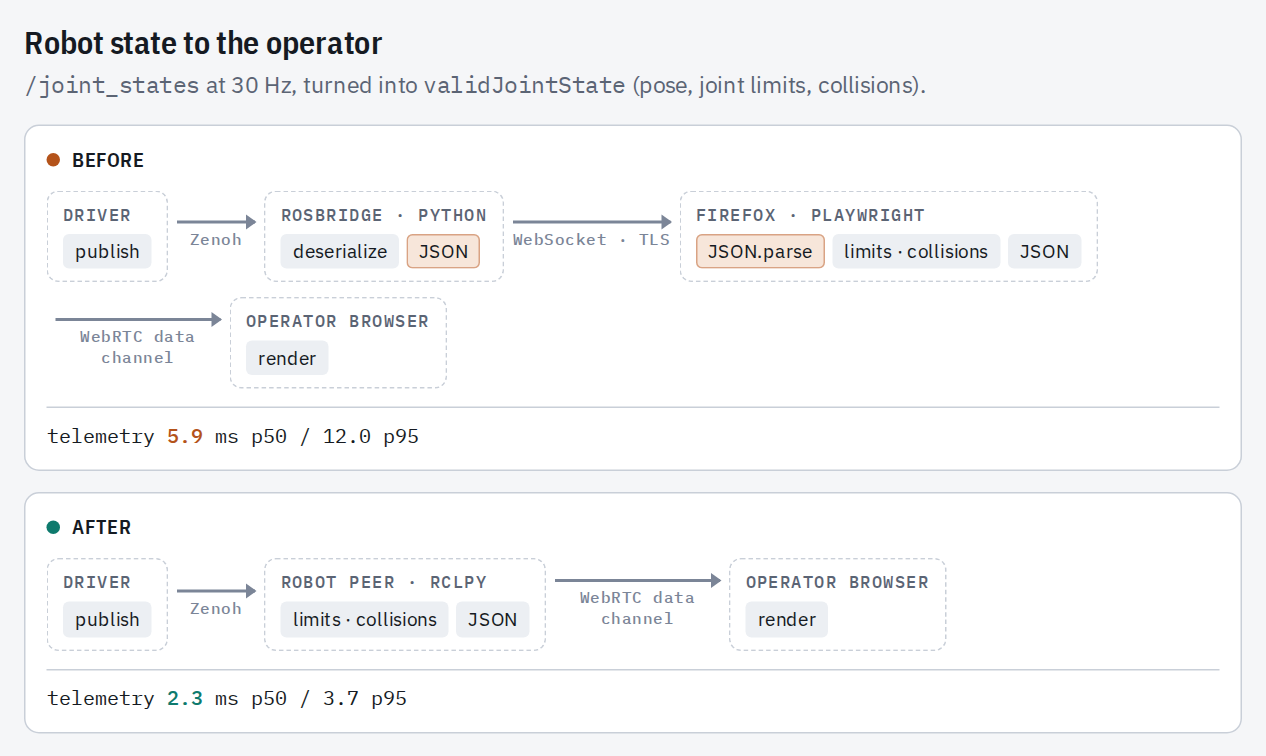 Robot state to the operator
/joint_states at 30 Hz, turned into validJointState (pose, joint limits, collisions).
BEFORE
DRIVER
publish
Zenoh
ROSBRIDGE · PYTHON
deserialize
JSON
WebSocket · TLS
FIREFOX · PLAYWRIGHT
JSON.parse
limits · collisions
JSON
WebRTC data
channel
OPERATOR BROWSER
render
telemetry 5.9 ms p50 / 12.0 p95
AFTER
DRIVER
publish
Zenoh
ROBOT PEER · RCLPY
limits · collisions
JSON
WebRTC data
channel
OPERATOR BROWSER
render
telemetry 2.3 ms p50 / 3.7 p95